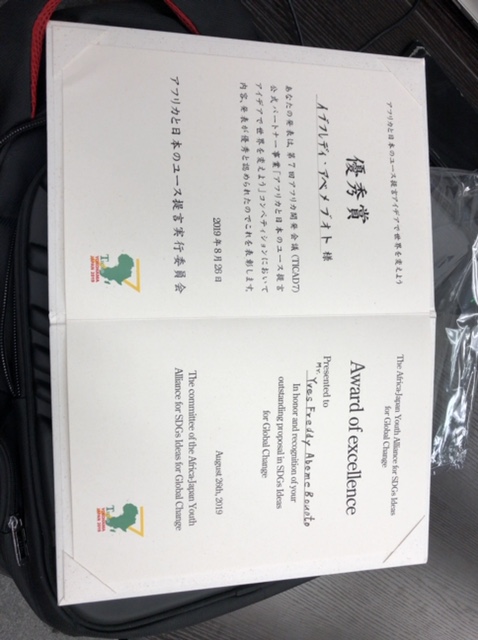 アフリカと日本のユース提言アイデアで世界を変えよう
優秀賞
イブフレディ・アベメブオト 様
あなたの発表は、第7回アフリカ開発会議（TICAD7）
公式パートナー事業「アフリカと日本のユース提言
アイデアで世界を変えよう」コンペティションにおいて
内容、発表が優秀と認められたのでこれを表彰します。
2019年8月26日
アフリカと日本のユース提言実行委員会
The Africa-Japan Youth Alliance for SDGs Ideas
for Global Change
Award of excellence
Presented to
Mr. Yves Freddy Abome
In honor and recognition of your
outstanding proposal in SDGs Ideas
for Global Change
August 26th, 2019
The committee of the Africa-Japan Youth
Alliance for SDGs Ideas for Global Change